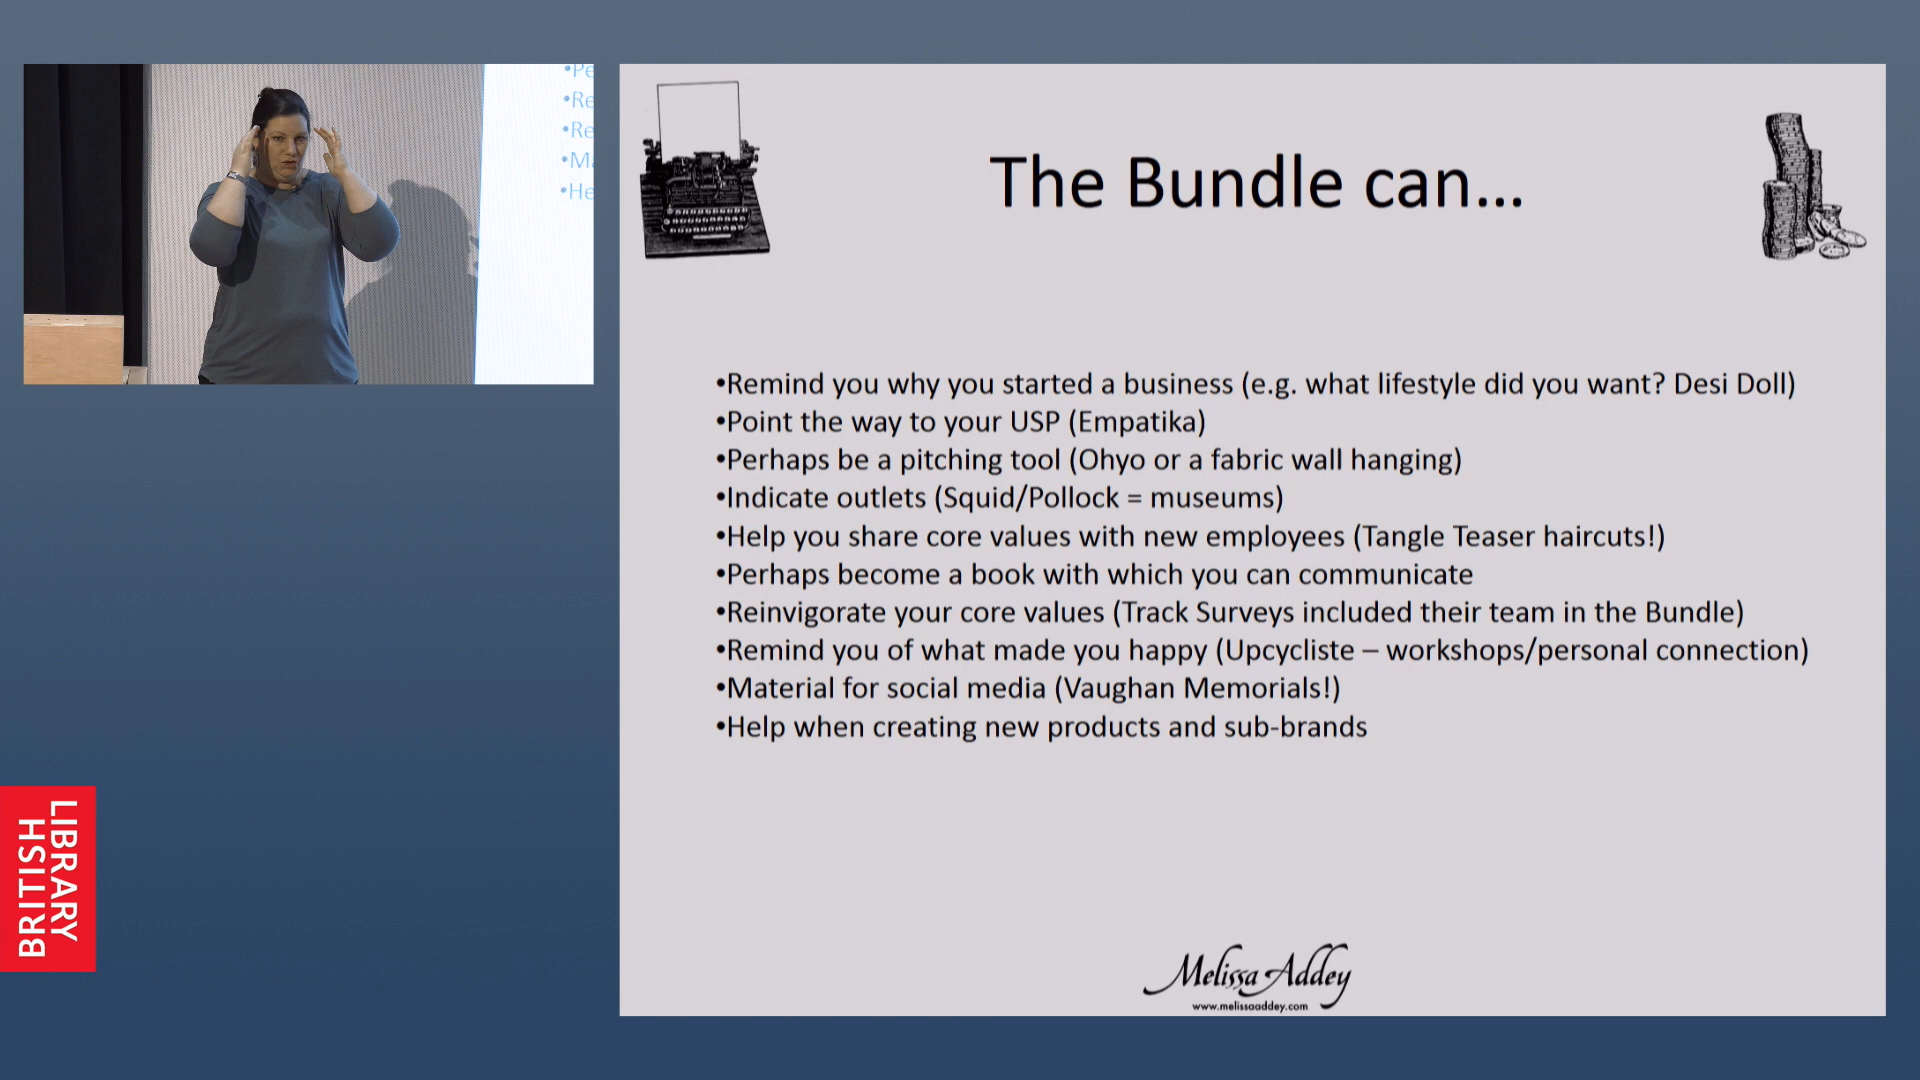 •Pe
•Re
•Re
•Ma
•He
The Bundle can...
•Remind you why you started a business (e.g. what lifestyle did you want? Desi Doll)
•Point the way to your USP (Empatika)
•Perhaps be a pitching tool (Ohyo or a fabric wall hanging)
•Indicate outlets (Squid/Pollock = museums)
•Help you share core values with new employees (Tangle Teaser haircuts!)
•Perhaps become a book with which you can communicate
•Reinvigorate your core values (Track Surveys included their team in the Bundle)
•Remind you of what made you happy (Upcycliste – workshops/personal connection)
•Material for social media (Vaughan Memorials!)
•Help when creating new products and sub-brands
Melissa Addey
www.melissaaddey.com
BRITISH
LIBRARY